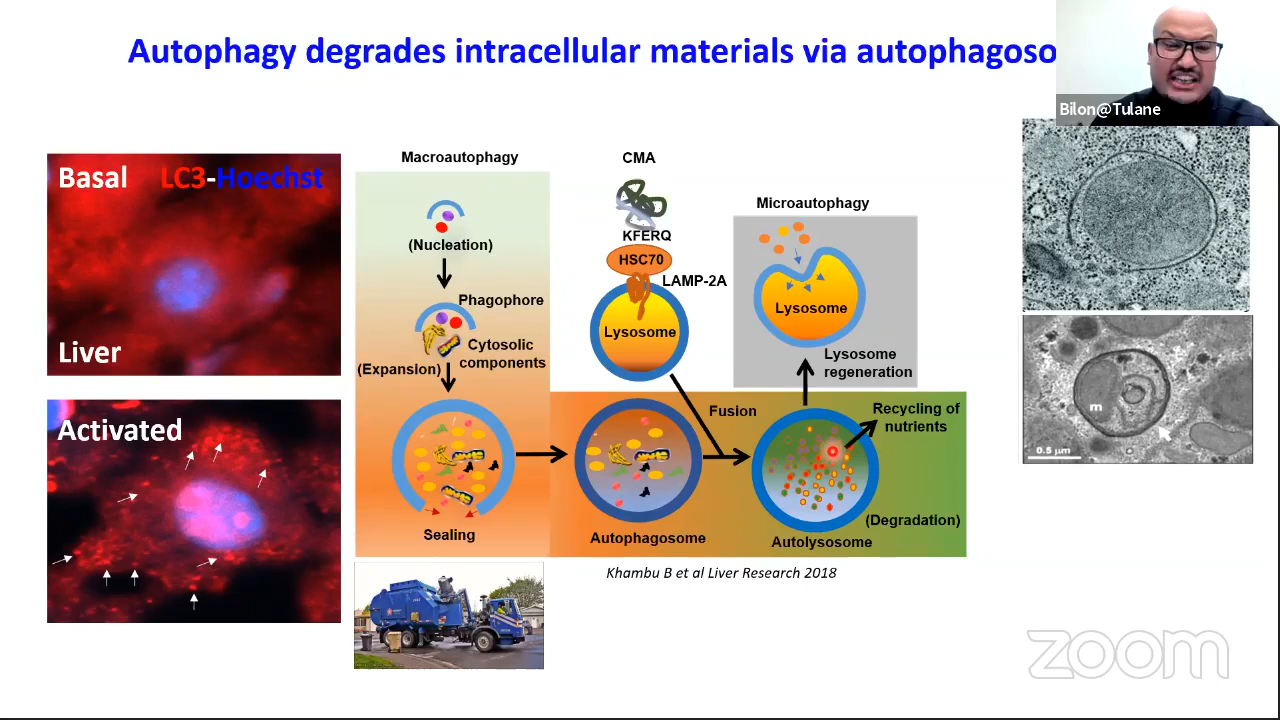 Autophagy degrades intracellular materials via autophagoso
Bilon@Tulane
Basal LC3-Hoechst
Liver
Activated
Macroautophagy
(Nucleation)
Phagophore
Cytosolic
components
(Expansion)
Sealing
CMA
KFERQ
HSC70
LAMP-2A
Lysosome
Microautophagy
Lysosome
Lysosome
regeneration
Fusion
Recycling of
nutrients
Autophagosome
(Degradation)
Autolysosome
Khambu B et al Liver Research 2018
m
0.5 µm
zoom